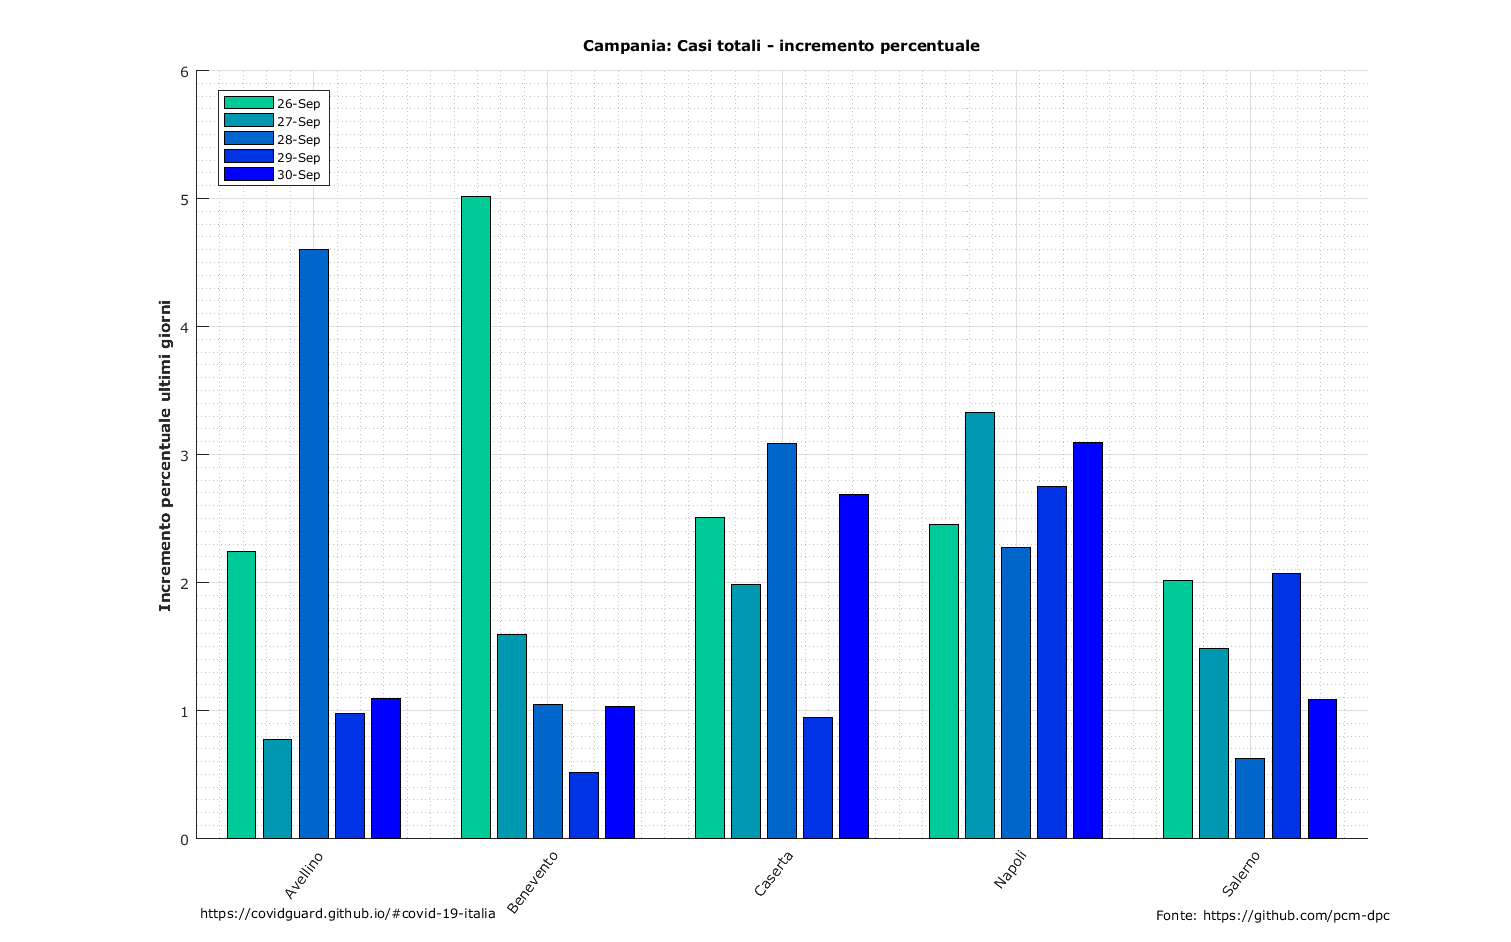 Campania: Casi totali - incremento percentuale
6
5
4
3
2
1
0
Incremento percentuale ultimi giorni
26-Sep
27-Sep
28-Sep
29-Sep
30-Sep
Avellino
Benevento
Caserta
Napoli
Salerno
https://covidguard.github.io/#covid-19-italia
Fonte: https://github.com/pcm-dpc